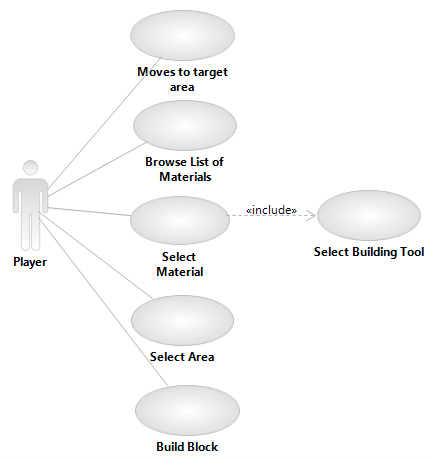 Moves to target
area
Browse List of
Materials
«include»
Select
Material
Select Building Tool
Player
Select Area
Build Block